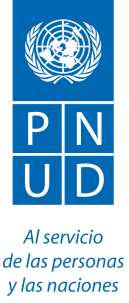 P N
U D
Al servicio
de las personas
y las naciones